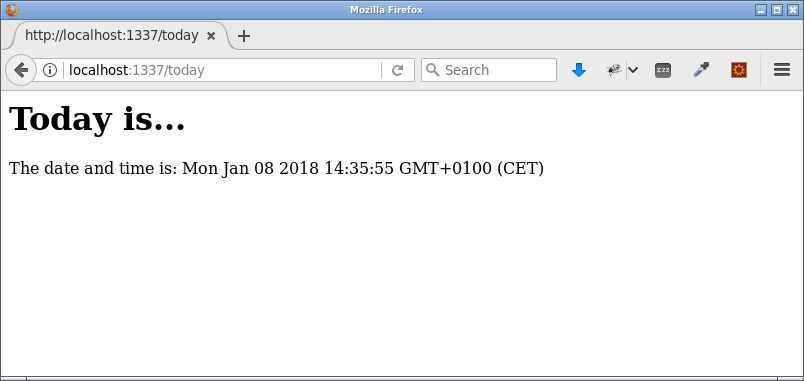 Mozilla Firefox
http://localhost:1337/today
localhost:1337/today
Search
zzz
Today is...
The date and time is: Mon Jan 08 2018 14:35:55 GMT+0100 (CET)